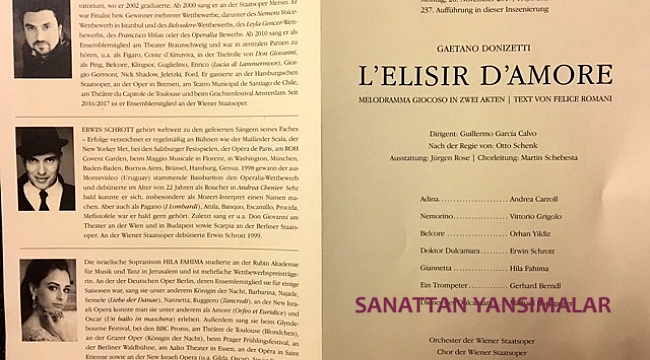 vatorium, wo er 2002 graduierte. Ab 2000 sang er an der Staatsoper Mersin. Er
war Finalist bzw. Gewinner mehrerer Wettbewerbe, darunter des Siemens Voice-
Wettbewerb in Istanbul und des Belvedere-Wettbewerbs, des Leyla Gencer-Wett-
bewerbs, des Francisco Viñas oder des Operalia Bewerbs. Ab 2010 sang er als
Ensemblemitglied am Theater Braunschweig und war in zentralen Partien zu
hören, u.a. als Figaro, Conte d'Almaviva, in der Titelrolle von Don Giovanni,
als Ping, Belcore, Klingsor, Guglielmo, Enrico (Lucia di Lammermoor), Gior-
gio Germont, Nick Shadow, Jeletzki, Ford. Er gastierte an der Hamburgischen
Staatsoper, an der Oper in Bremen, am Teatro Municipal de Santiago de Chile,
am Théâtre du Capitole de Toulouse und beim Grachtenfestival Amsterdam. Seit
2016/2017 ist er Ensemblemitglied an der Wiener Staatsoper.
ERWIN SCHROTT gehört weltweit zu den gefeierten Sängern seines Faches
– Erfolge verzeichnet er regelmäßig an Bühnen wie der Mailänder Scala, der
New Yorker Met, bei den Salzburger Festspielen, der Opéra de Paris, am ROH
Covent Garden, beim Maggio Musicale in Florenz, in Washington, München,
Baden-Baden, Buenos Aires, Brüssel, Hamburg, Genua. 1998 gewann der aus
Montevideo (Uruguay) stammende Bassbariton den Operalia-Wettbewerb
und debütierte im Alter von 22 Jahren als Roucher in Andrea Chenier. Sehr
bald konnte er sich, insbesondere als Mozart-Interpret einen Namen ma-
chen. Aber auch als Pagano (I Lombardi), Attila, Banquo, Escamillo, Procida,
Mefistofele war er bald gern gehört. Zuletzt sang er u.a. Don Giovanni am
Theater an der Wien und in Budapest sowie Scarpia an der Berliner Staats-
oper. An der Wiener Staatsoper debütierte Erwin Schrott 1999.
Die israelische Sopranistin HILA FAHIMA studierte an der Rubin Akademie
für Musik und Tanz in Jerusalem und ist mehrfache Wettbewerbspreisträge-
rin. An der der Deutschen Oper Berlin, deren Ensemblemitglied sie für einige
Saisonen war, sang sie unter anderem Königin der Nacht, Barbarina, Najade,
Semele (Liebe der Danae), Nannetta, Ruggiero (Tancredi), an der New Israe-
li Opera konnte man sie unter anderem als Amore (Orfeo ed Euridice) und
Oscar (Un ballo in maschera) erleben. Außerdem sang sie beim Glynde-
bourne Festival, bei den BBC Proms, am Théâtre de Toulouse (Blondchen),
an der Grazer Oper (Königin der Nacht), beim Prager Frühlingsfestival, an
der Berliner Waldbühne, am Aalto Theater in Essen, an der Opéra in Saint
Etienne sowie an der New Israeli Opera (u.a. Gilda, Oscar
237. Aufführung in dieser Inszenierung
GAETANO DONIZETTI
L'ELISIR D'AMORE
MELODRAMMA GIOCOSO IN ZWEI AKTEN | TEXT VON FELICE ROMANI
Dirigent: Guillermo García Calvo
Nach der Regie von: Otto Schenk
Ausstattung: Jürgen Rose | Chorleitung: Martin Schebesta
Adina Andrea Carroll
Nemorino Vittorio Grigolo
Belcore Orhan Yildiz
Doktor Dulcamara Erwin Schrott
Giannetta Hila Fahima
Ein Trompeter Gerhard Berndl
SANATTAN YANSIMALAR
Orchester der Wiener Staatsoper
Chor der Wiener Staatsoper